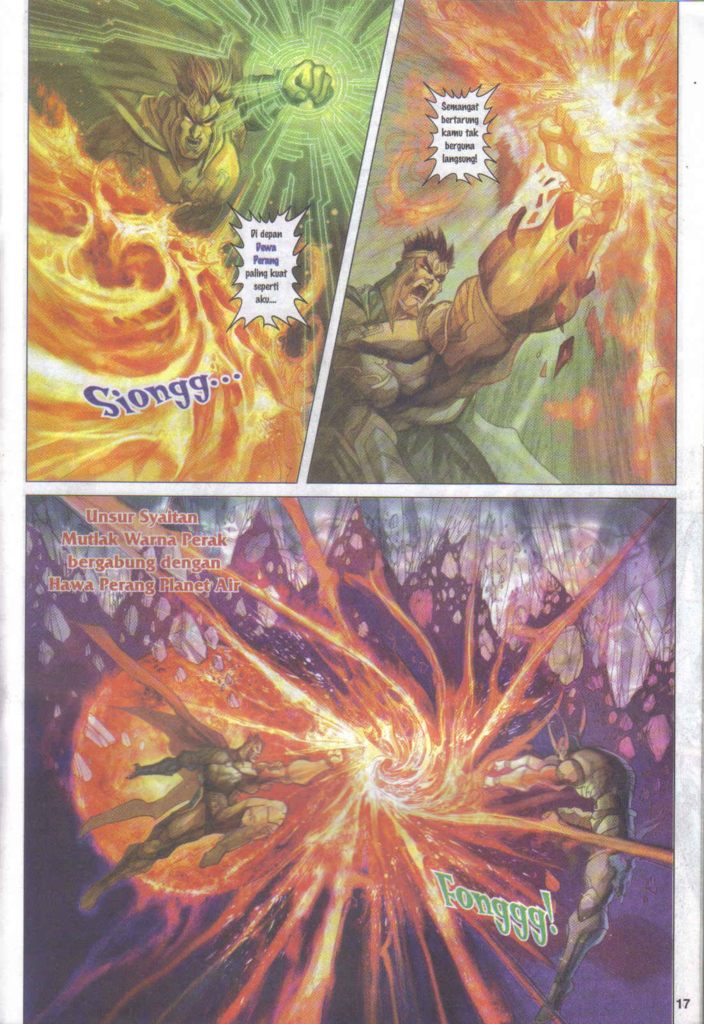 Di depan
Dewa
Perang
paling kuat
seperti
aku...
Siongg...
Semangat
bertarung
kamu tak
berguna
langsung!
Unsur Syaitan
Mutlak Warna Perak
bergabung dengan
Hawa Perang Planet Air
Fonggg!
17